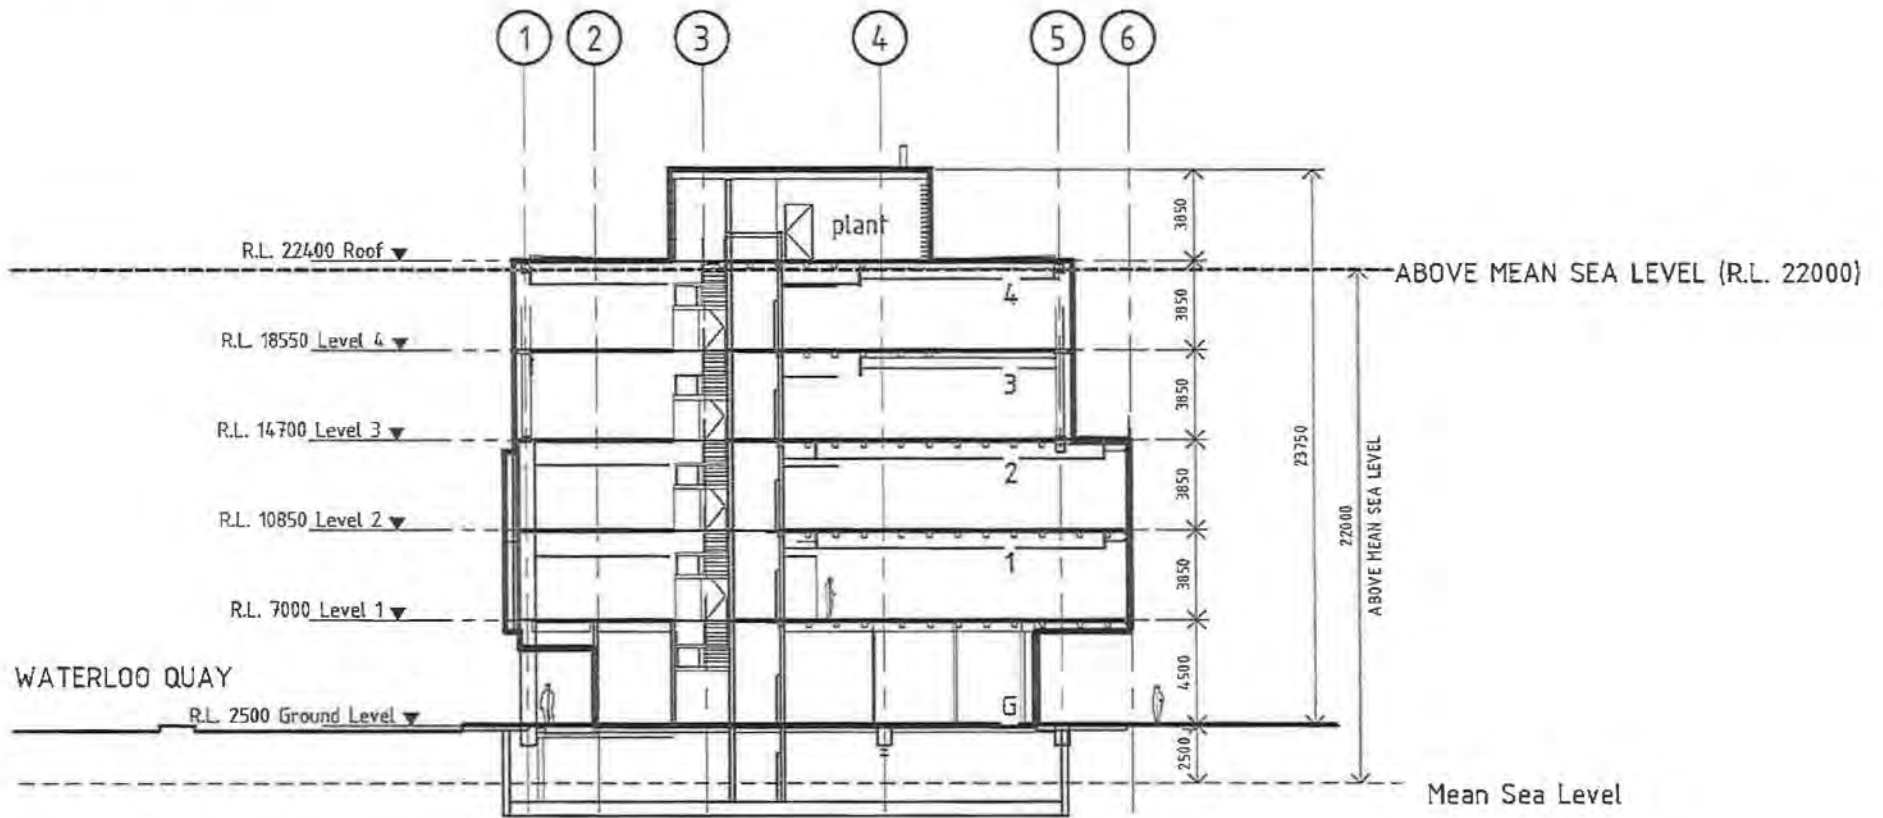 1 2 3 4 5 6
plant
3850
R.L. 22400 Roof
ABOVE MEAN SEA LEVEL (R.L. 22000)
4
3850
R.L. 18550 Level 4
3
3850
R.L. 14700 Level 3
23750
2
3850
22000
ABOVE MEAN SEA LEVEL
R.L. 10850 Level 2
1
3850
R.L. 7000 Level 1
WATERLOO QUAY
4500
R.L. 2500 Ground Level
G
2500
Mean Sea Level